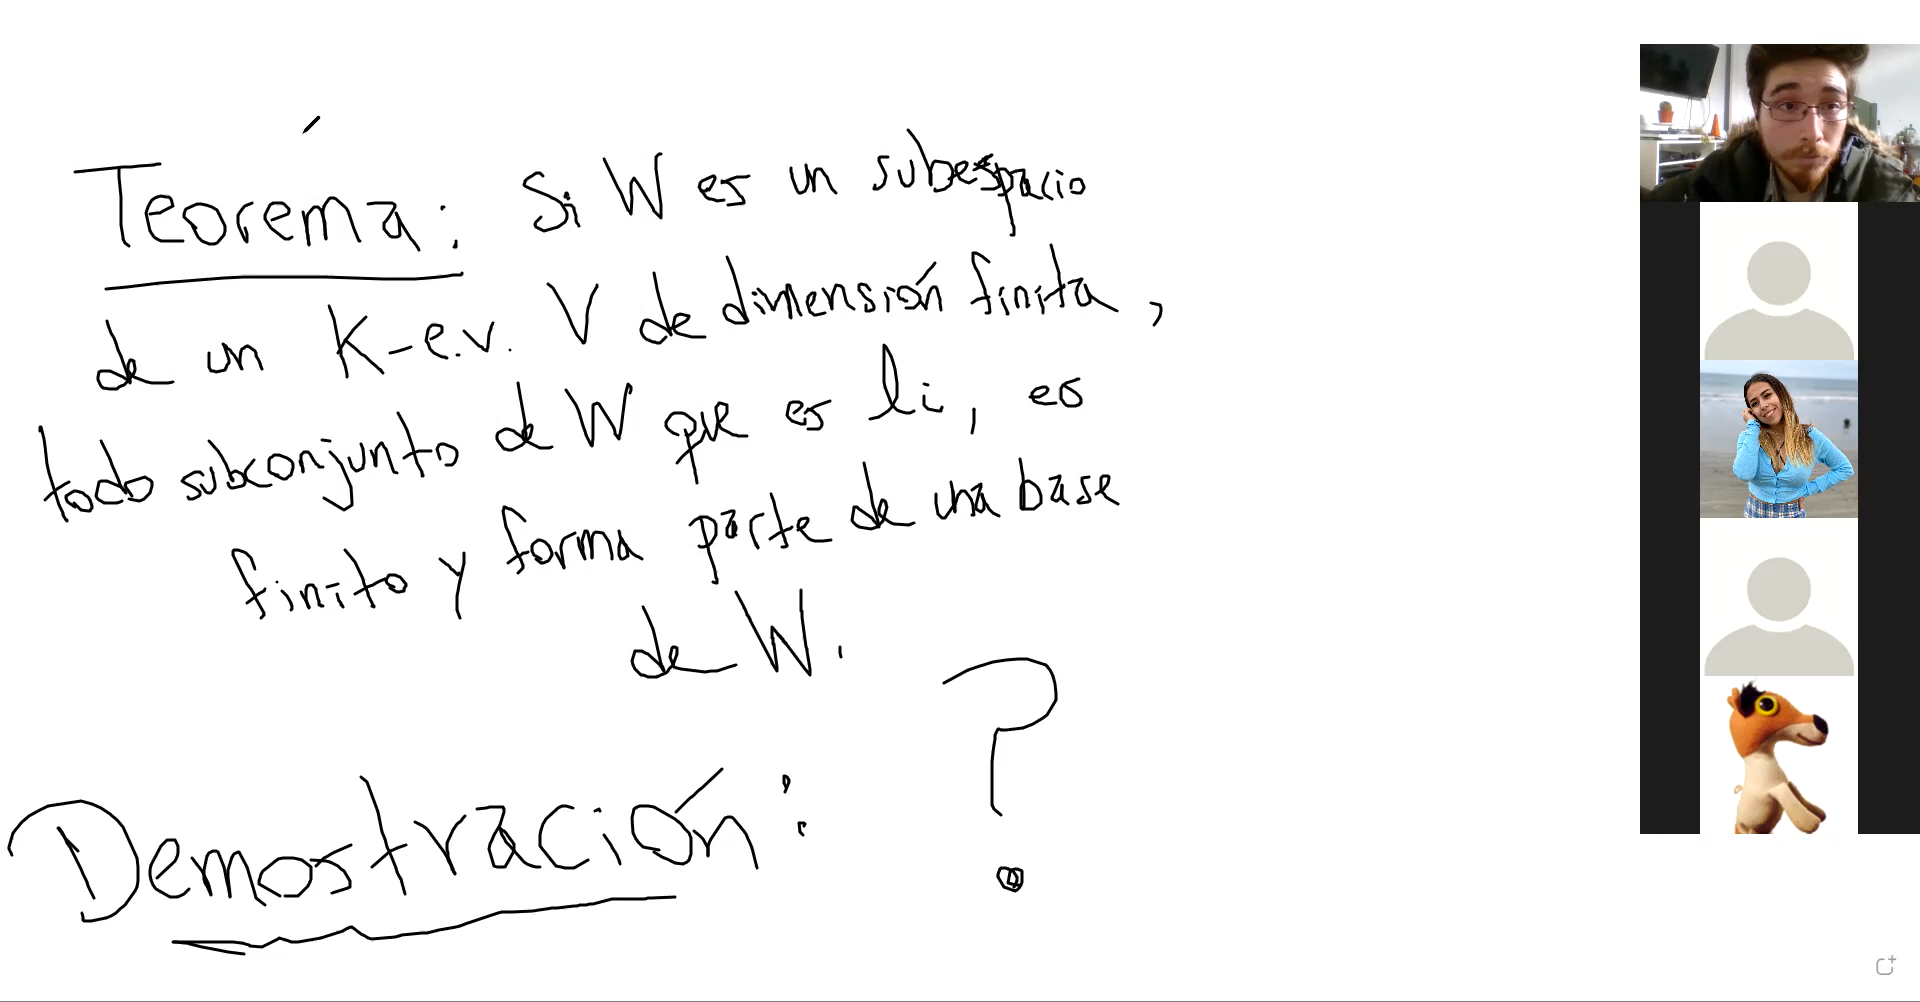 Teorema: Si W es un subespacio
de un K-e.v. V de dimensión finita,
todo subconjunto de W que es li, es
finito y forma parte de una base
de W.
?
Demostración: